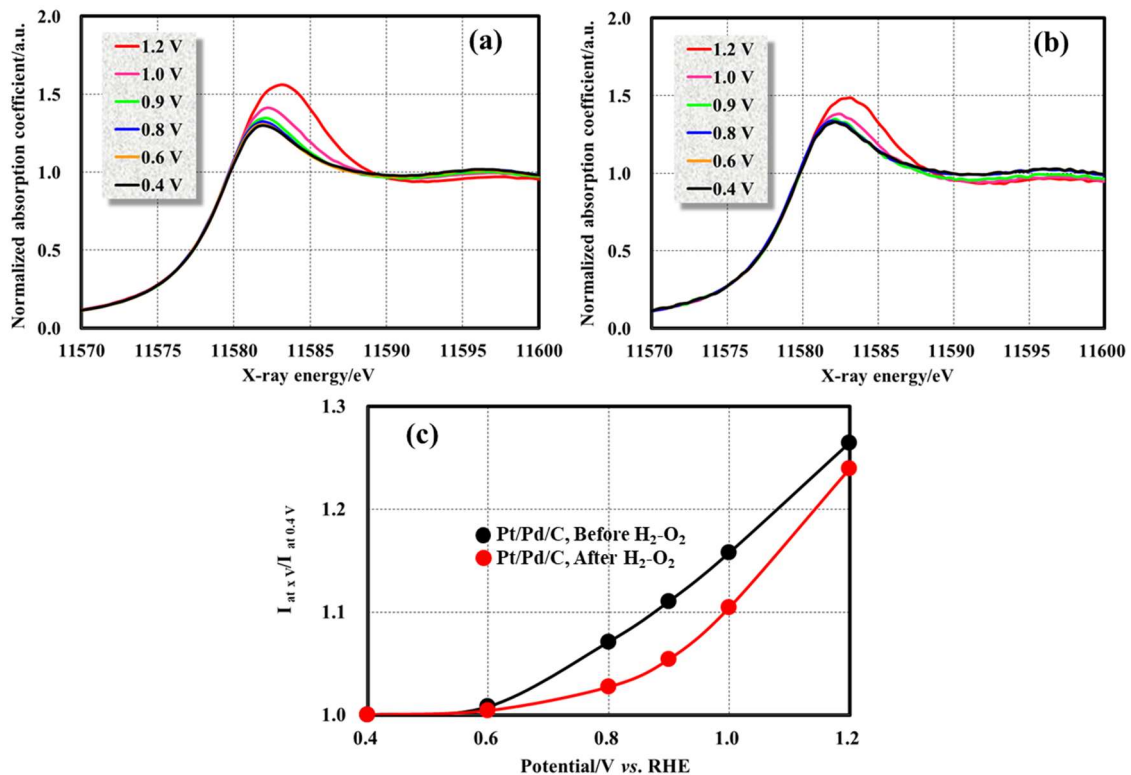 (a)
Normalized absorption coefficient/a.u.
2.0
1.5
1.0
0.5
0.0
1.2 V
1.0 V
0.9 V
0.8 V
0.6 V
0.4 V
11570 11575 11580 11585 11590 11595 11600
X-ray energy/eV
(b)
Normalized absorption coefficient/a.u.
2.0
1.5
1.0
0.5
0.0
1.2 V
1.0 V
0.9 V
0.8 V
0.6 V
0.4 V
11570 11575 11580 11585 11590 11595 11600
X-ray energy/eV
(c)
I at x V/I at 0.4 V
1.3
1.2
1.1
1.0
Pt/Pd/C, Before H₂-O₂
Pt/Pd/C, After H₂-O₂
0.4 0.6 0.8 1.0 1.2
Potential/V vs. RHE